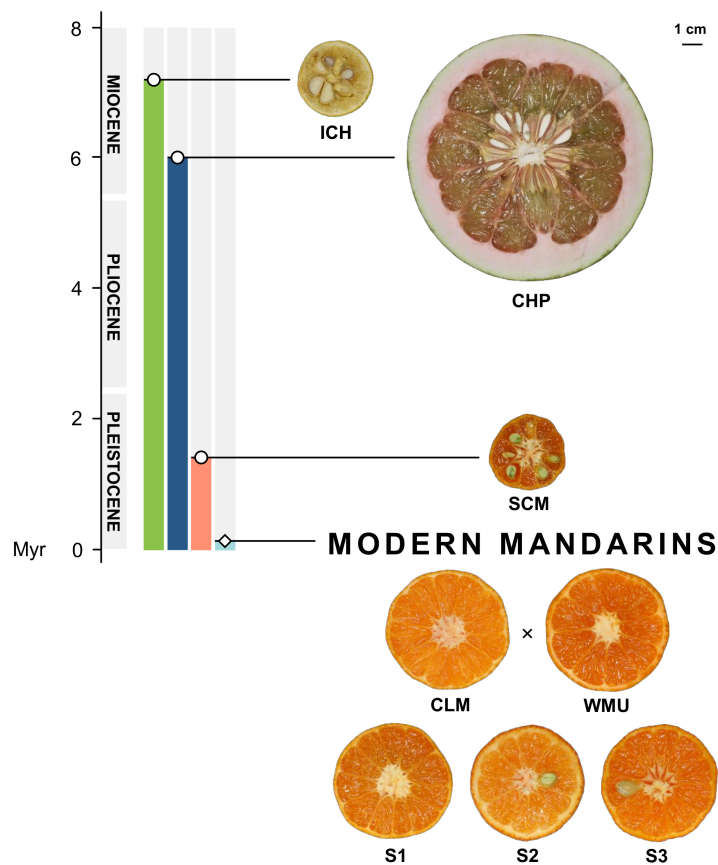 8
1 cm
MIOCENE
ICH
6
CHP
PLIOCENE
4
2
PLEISTOCENE
SCM
Myr 0
MODERN MANDARINS
×
CLM WMU
S1 S2 S3